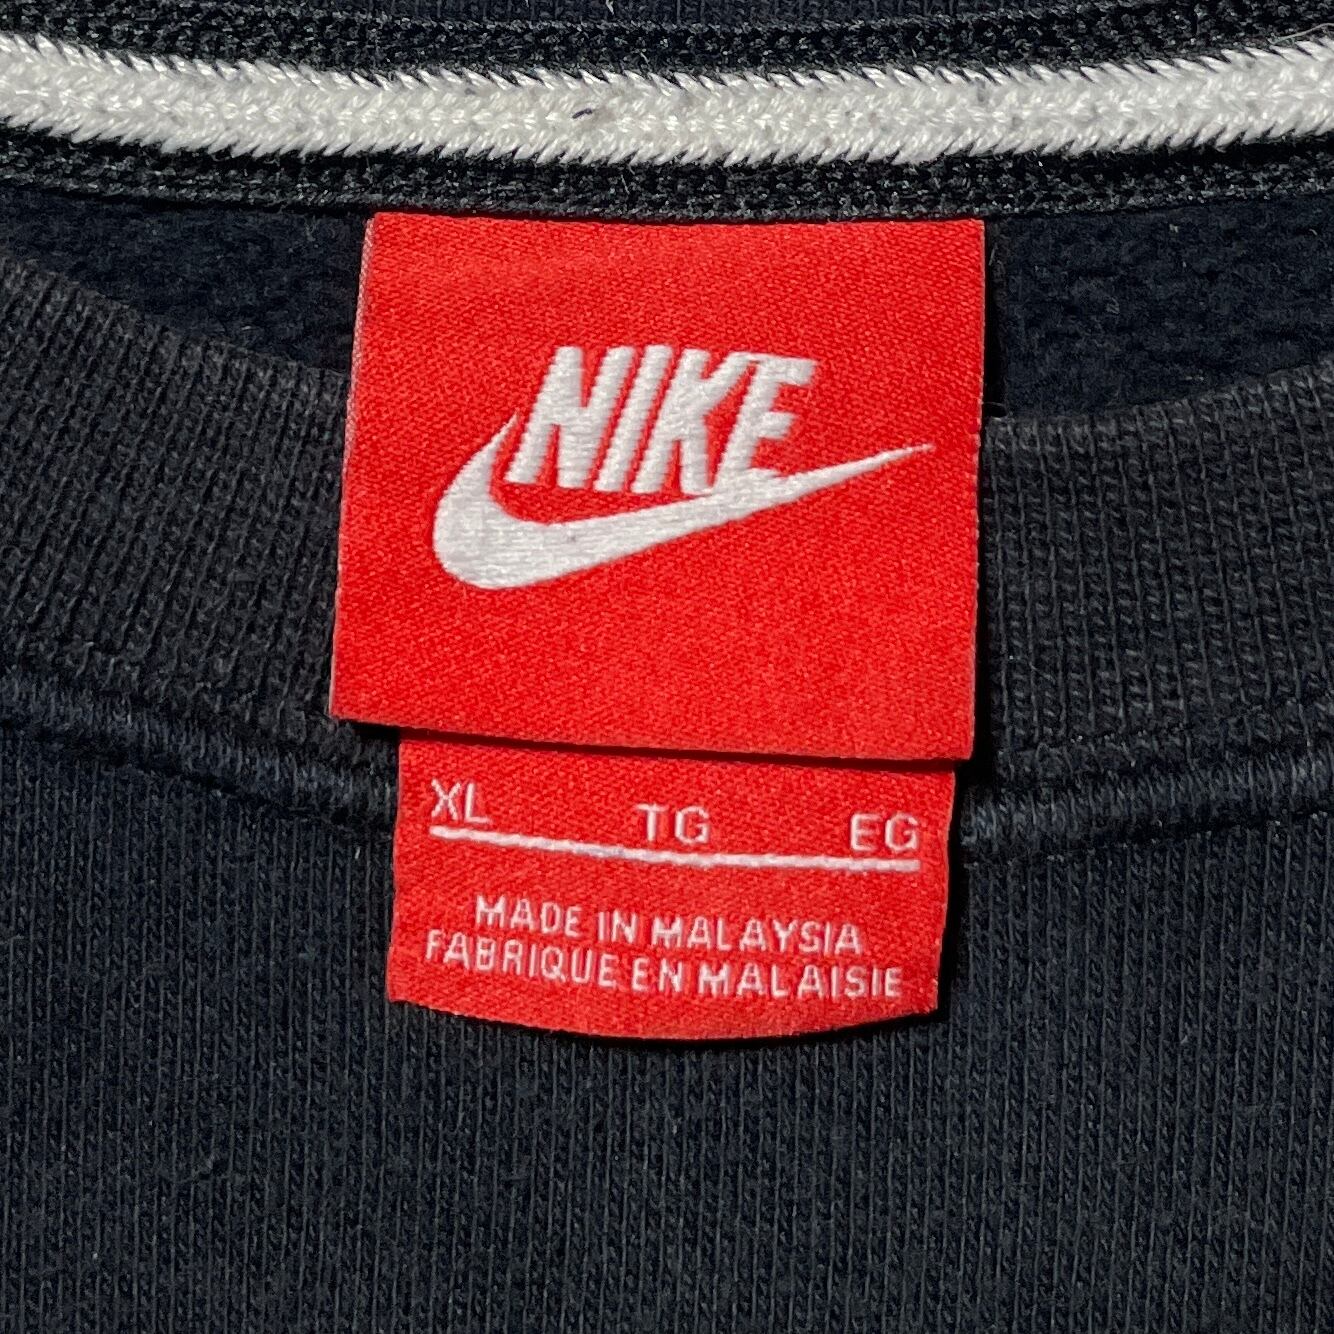 NIKE
XL TG EG
MADE IN MALAYSIA
FABRIQUE EN MALAISIE